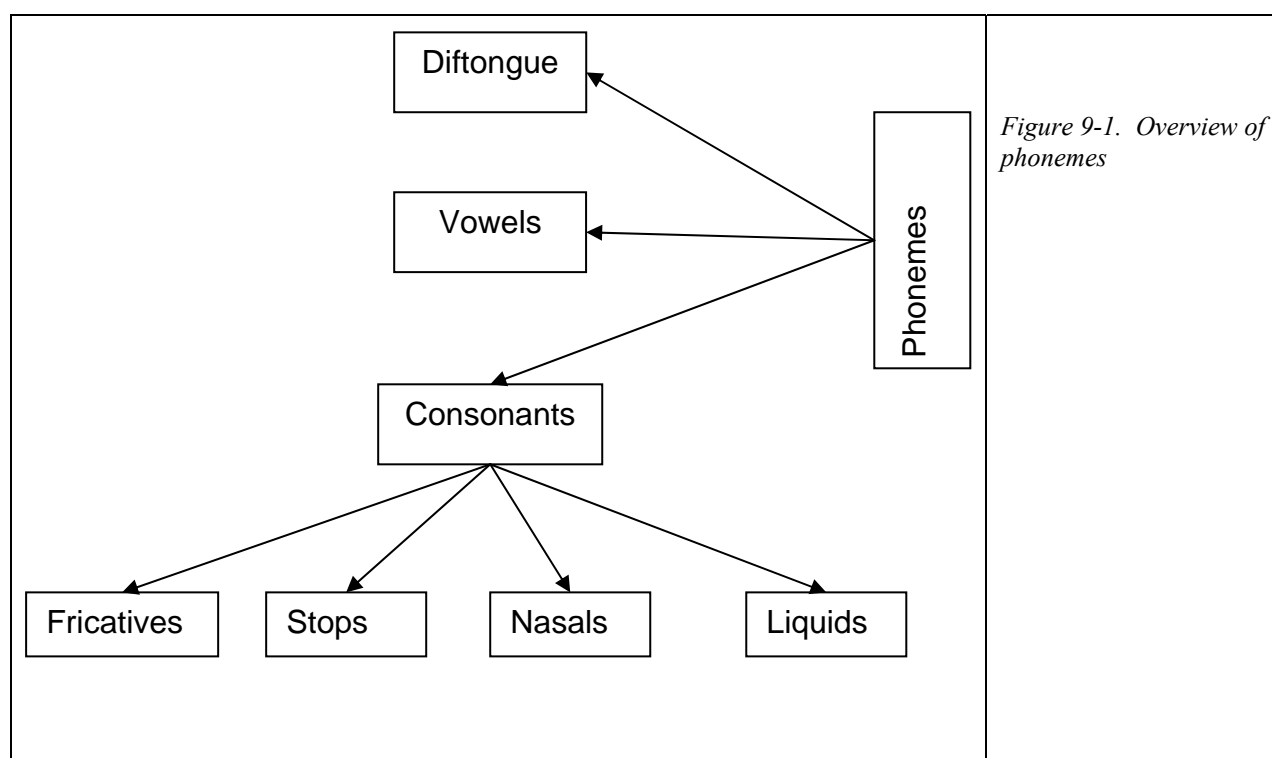 Diftongue
Vowels
Phonemes
Consonants
Fricatives
Stops
Nasals
Liquids
Figure 9-1. Overview of
phonemes